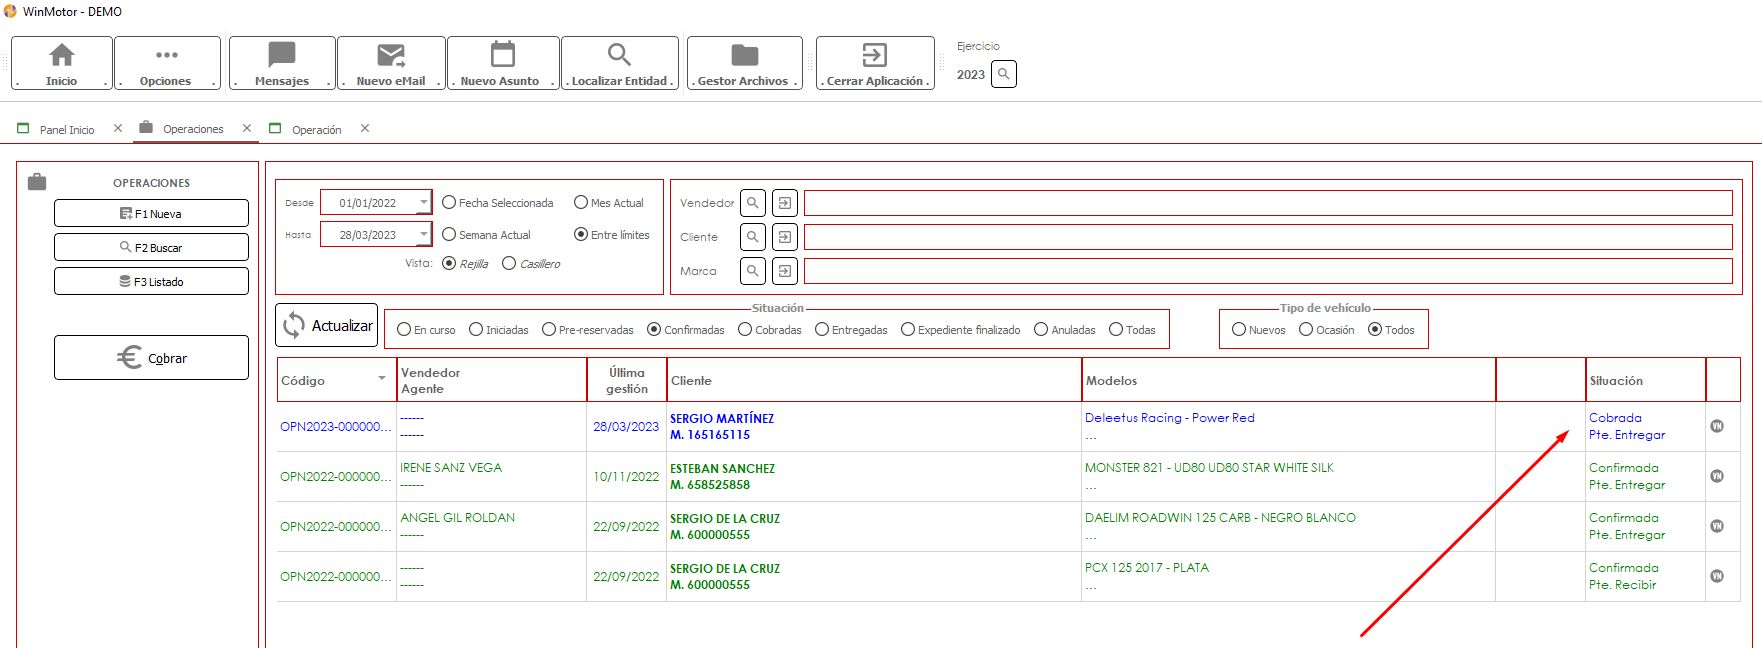 WinMotor - DEMO
. Inicio .
. Opciones .
. Mensajes .
. Nuevo eMail .
. Nuevo Asunto .
. Localizar Entidad .
. Gestor Archivos .
. Cerrar Aplicación .
Ejercicio
2023
Panel Inicio
Operaciones
Operación
OPERACIONES
F1 Nueva
F2 Buscar
F3 Listado
Cobrar
Desde 01/01/2022 Fecha Seleccionada Mes Actual
Hasta 28/03/2023 Semana Actual Entre límites
Vista: Rejilla Casillero
Vendedor
Cliente
Marca
Actualizar
Situación
En curso Iniciadas Pre-reservadas Confirmadas Cobradas Entregadas Expediente finalizado Anuladas Todas
Tipo de vehículo
Nuevos Ocasión Todos
Código
Vendedor
Agente
Última
gestión
Cliente
Modelos
Situación
OPN2023-000000...
------
------
28/03/2023
SERGIO MARTÍNEZ
M. 165165115
Deleetus Racing - Power Red
...
Cobrada
Pte. Entregar
VN
OPN2022-000000...
IRENE SANZ VEGA
------
10/11/2022
ESTEBAN SANCHEZ
M. 658525858
MONSTER 821 - UD80 UD80 STAR WHITE SILK
...
Confirmada
Pte. Entregar
VN
OPN2022-000000...
ANGEL GIL ROLDAN
------
22/09/2022
SERGIO DE LA CRUZ
M. 600000555
DAELIM ROADWIN 125 CARB - NEGRO BLANCO
...
Confirmada
Pte. Entregar
VN
OPN2022-000000...
------
------
22/09/2022
SERGIO DE LA CRUZ
M. 600000555
PCX 125 2017 - PLATA
...
Confirmada
Pte. Recibir
VN